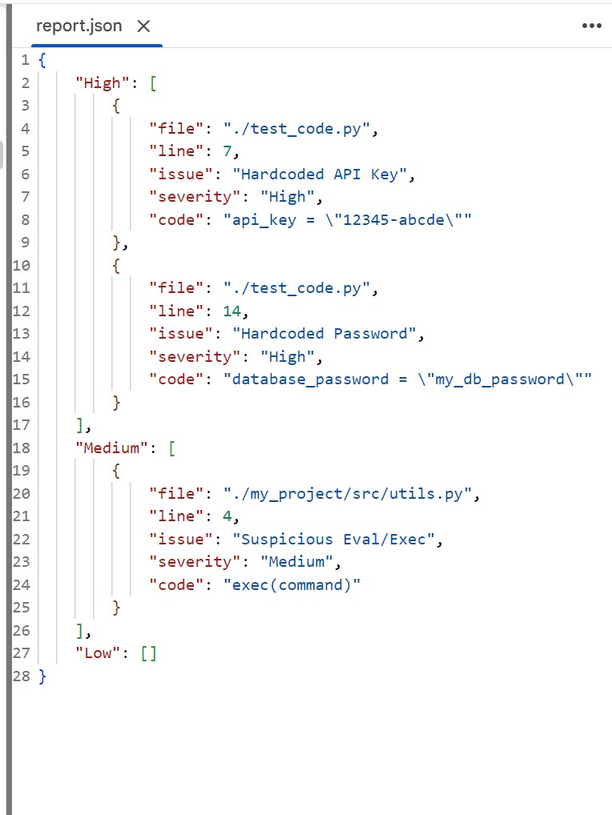 report.json ×
1 {
2     "High": [
3         {
4             "file": "./test_code.py",
5             "line": 7,
6             "issue": "Hardcoded API Key",
7             "severity": "High",
8             "code": "api_key = \"12345-abcde\""
9         },
10         {
11             "file": "./test_code.py",
12             "line": 14,
13             "issue": "Hardcoded Password",
14             "severity": "High",
15             "code": "database_password = \"my_db_password\""
16         }
17     ],
18     "Medium": [
19         {
20             "file": "./my_project/src/utils.py",
21             "line": 4,
22             "issue": "Suspicious Eval/Exec",
23             "severity": "Medium",
24             "code": "exec(command)"
25         }
26     ],
27     "Low": []
28 }